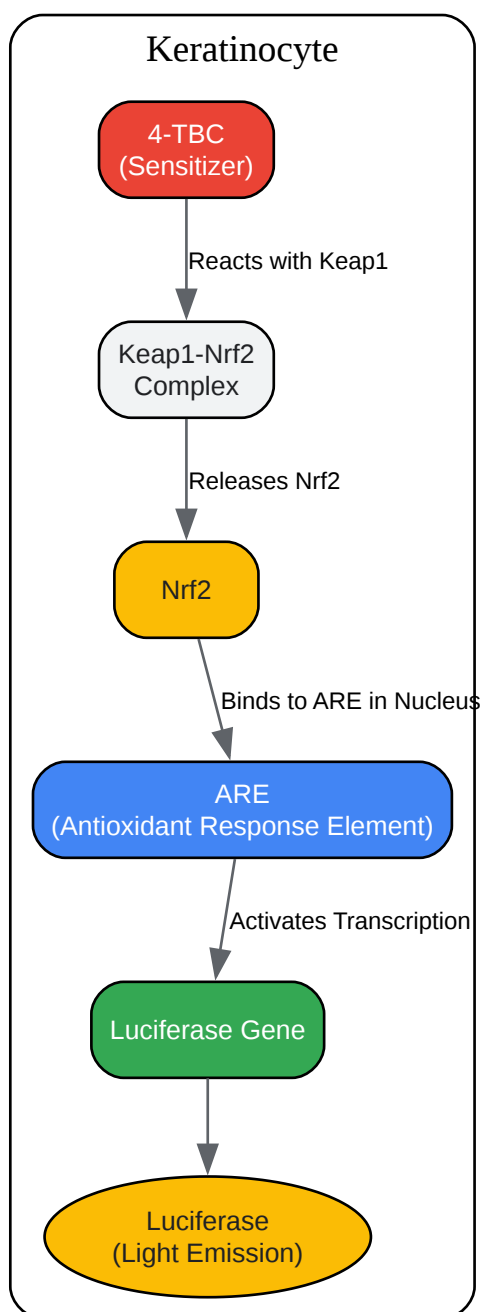 Keratinocyte
4-TBC
(Sensitizer)
Reacts with Keap1
Keap1-Nrf2
Complex
Releases Nrf2
Nrf2
Binds to ARE in Nucleus
ARE
(Antioxidant Response Element)
Activates Transcription
Luciferase Gene
Luciferase
(Light Emission)